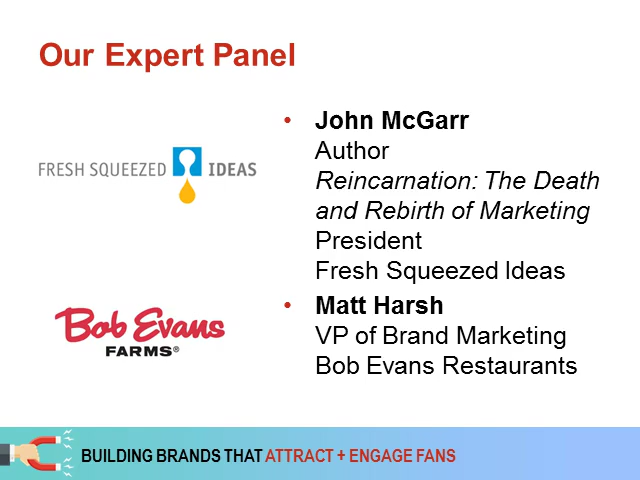 Our Expert Panel
FRESH SQUEEZED IDEAS
• John McGarr
Author
Reincarnation: The Death
and Rebirth of Marketing
President
Fresh Squeezed Ideas
Bob Evans
FARMS®
• Matt Harsh
VP of Brand Marketing
Bob Evans Restaurants
BUILDING BRANDS THAT ATTRACT + ENGAGE FANS